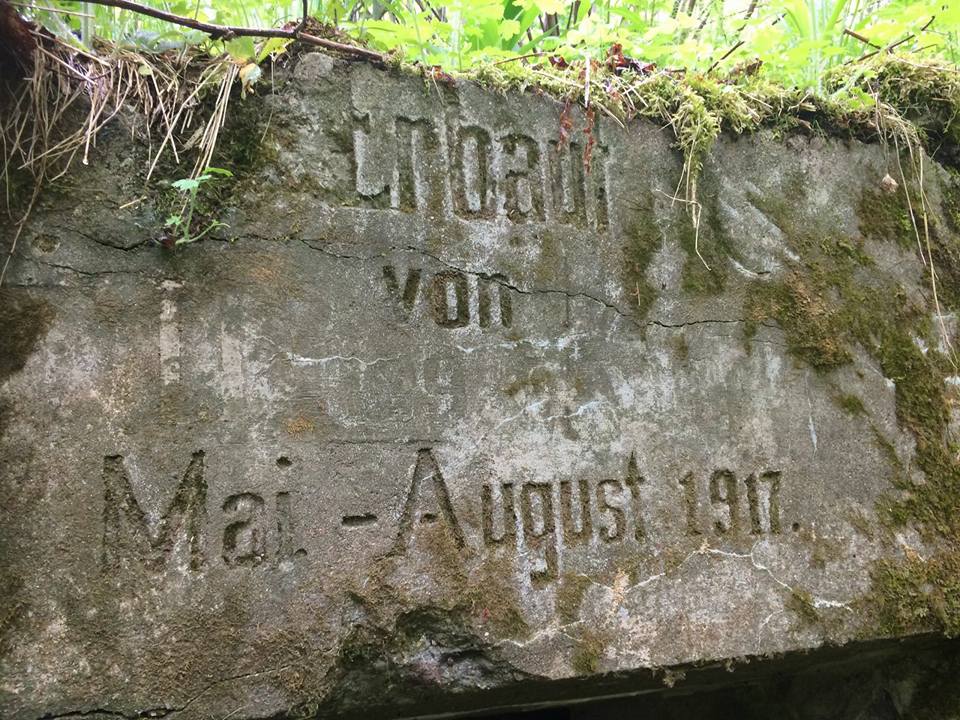 Erbaut
von
Mai - August 1917.